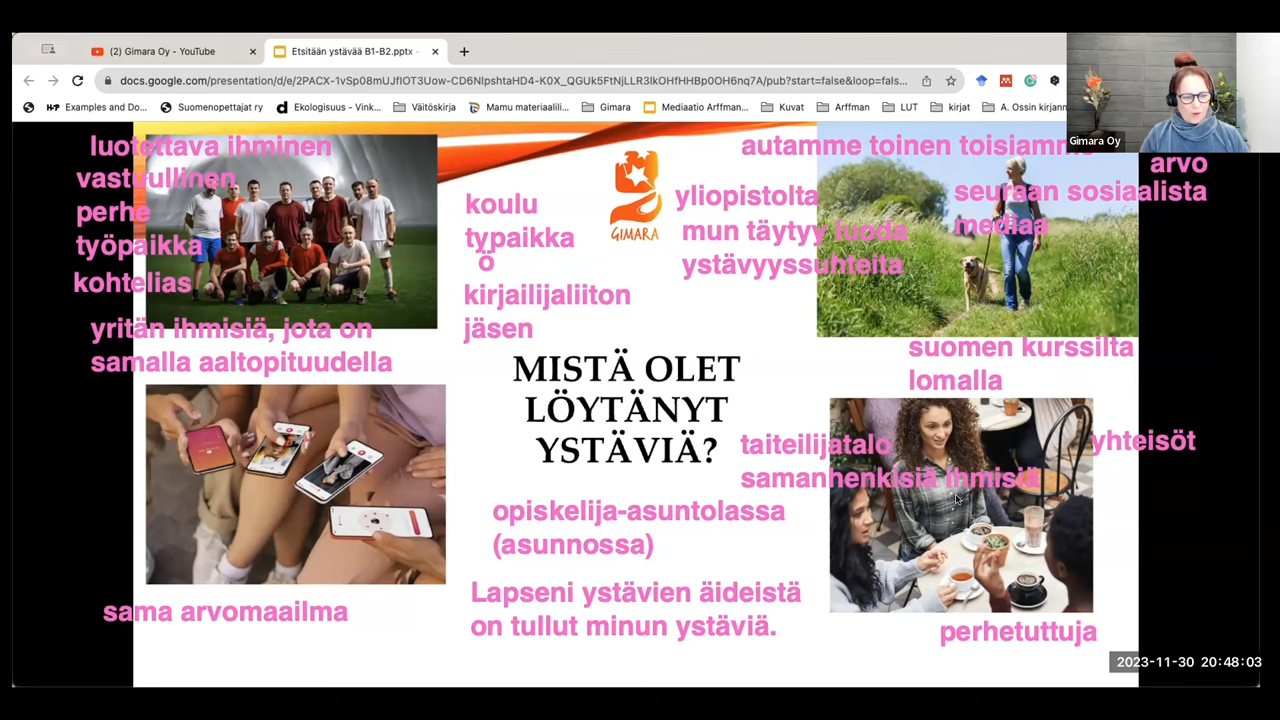 (2) Gimara Oy - YouTube
Etsitään ystävää B1-B2.pptx -
docs.google.com/presentation/d/e/2PACX-1vSp08mUJfIOT3Uow-CD6NlpshtaHD4-K0X_QGUk5FtNjLLR3IkOHfHHBp0OH6nq7A/pub?start=false&loop=fals...
Examples and Do...
Suomenopettajat ry
Ekologisuus - Vink...
Väitöskirja
Mamu materiaalil...
Gimara
Mediaatio Arffman...
Kuvat
Arffman
LUT
kirjat
A. Ossin kirjann
Gimara Oy
luotettava ihminen
vastuullinen
perhe
työpaikka
kohtelias
yritän ihmisiä, jota on
samalla aaltopituudella
koulu
typaikka
ö
kirjailijaliiton
jäsen
GIMARA
autamme toinen toisiamme
arvo
yliopistolta
seuraan sosiaalista
mediaa
mun täytyy luoda
ystävyyssuhteita
suomen kurssilta
lomalla
MISTÄ OLET
LÖYTÄNYT
YSTÄVIÄ?
taiteilijatalo
samanhenkisiä ihmisiä
yhteisöt
opiskelija-asuntolassa
(asunnossa)
sama arvomaailma
Lapseni ystävien äideistä
on tullut minun ystäviä.
perhetuttuja
2023-11-30 20:48:03